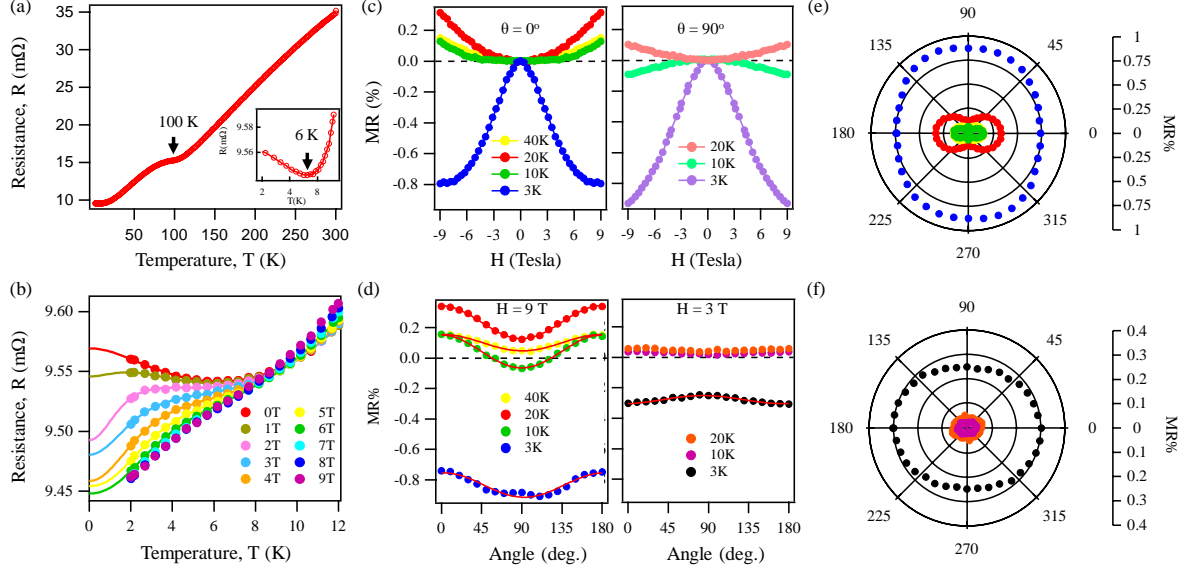 (a)
Resistance, R (mΩ)
35
30
25
20
15
10
100 K
R(mΩ)
9.58
9.56
6 K
2
8
T(K)
50
100
150
200
250
300
Temperature, T (K)
(b)
Resistance, R (mΩ)
9.60
9.55
9.50
9.45
0T
5T
1T
6T
2T
7T
3T
8T
4T
9T
0
2
4
6
8
10
12
Temperature, T (K)
(c)
MR (%)
0.2
0.0
-0.2
-0.4
-0.6
-0.8
θ = 0°
40K
20K
10K
3K
-9
-6
-3
0
3
6
9
H (Tesla)
θ = 90°
20K
10K
3K
-9
-6
-3
0
3
6
9
H (Tesla)
(d)
MR%
0.2
0.0
-0.2
-0.4
-0.6
-0.8
H = 9 T
40K
20K
10K
3K
0
45
90
135
180
Angle (deg.)
H = 3 T
20K
10K
3K
0
45
90
135
180
Angle (deg.)
(e)
90
135
45
180
0
225
315
270
1
0.75
0.5
0.25
0
0.25
0.5
0.75
1
MR%
(f)
90
135
45
180
0
225
315
270
0.4
0.3
0.2
0.1
0
0.1
0.2
0.3
0.4
MR%